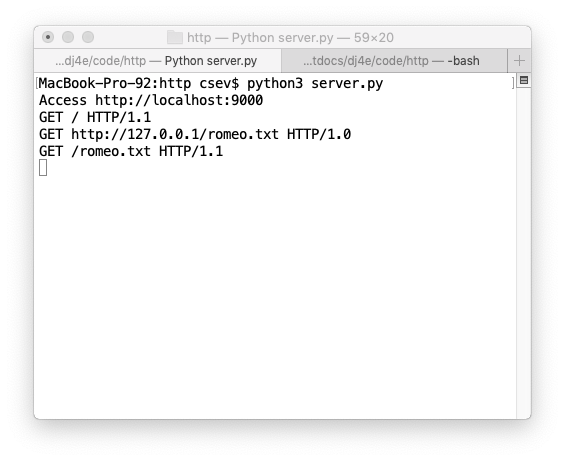 http — Python server.py — 59×20
...dj4e/code/http — Python server.py ...tdocs/dj4e/code/http — -bash
[MacBook-Pro-92:http csev$ python3 server.py ]
Access http://localhost:9000
GET / HTTP/1.1
GET http://127.0.0.1/romeo.txt HTTP/1.0
GET /romeo.txt HTTP/1.1